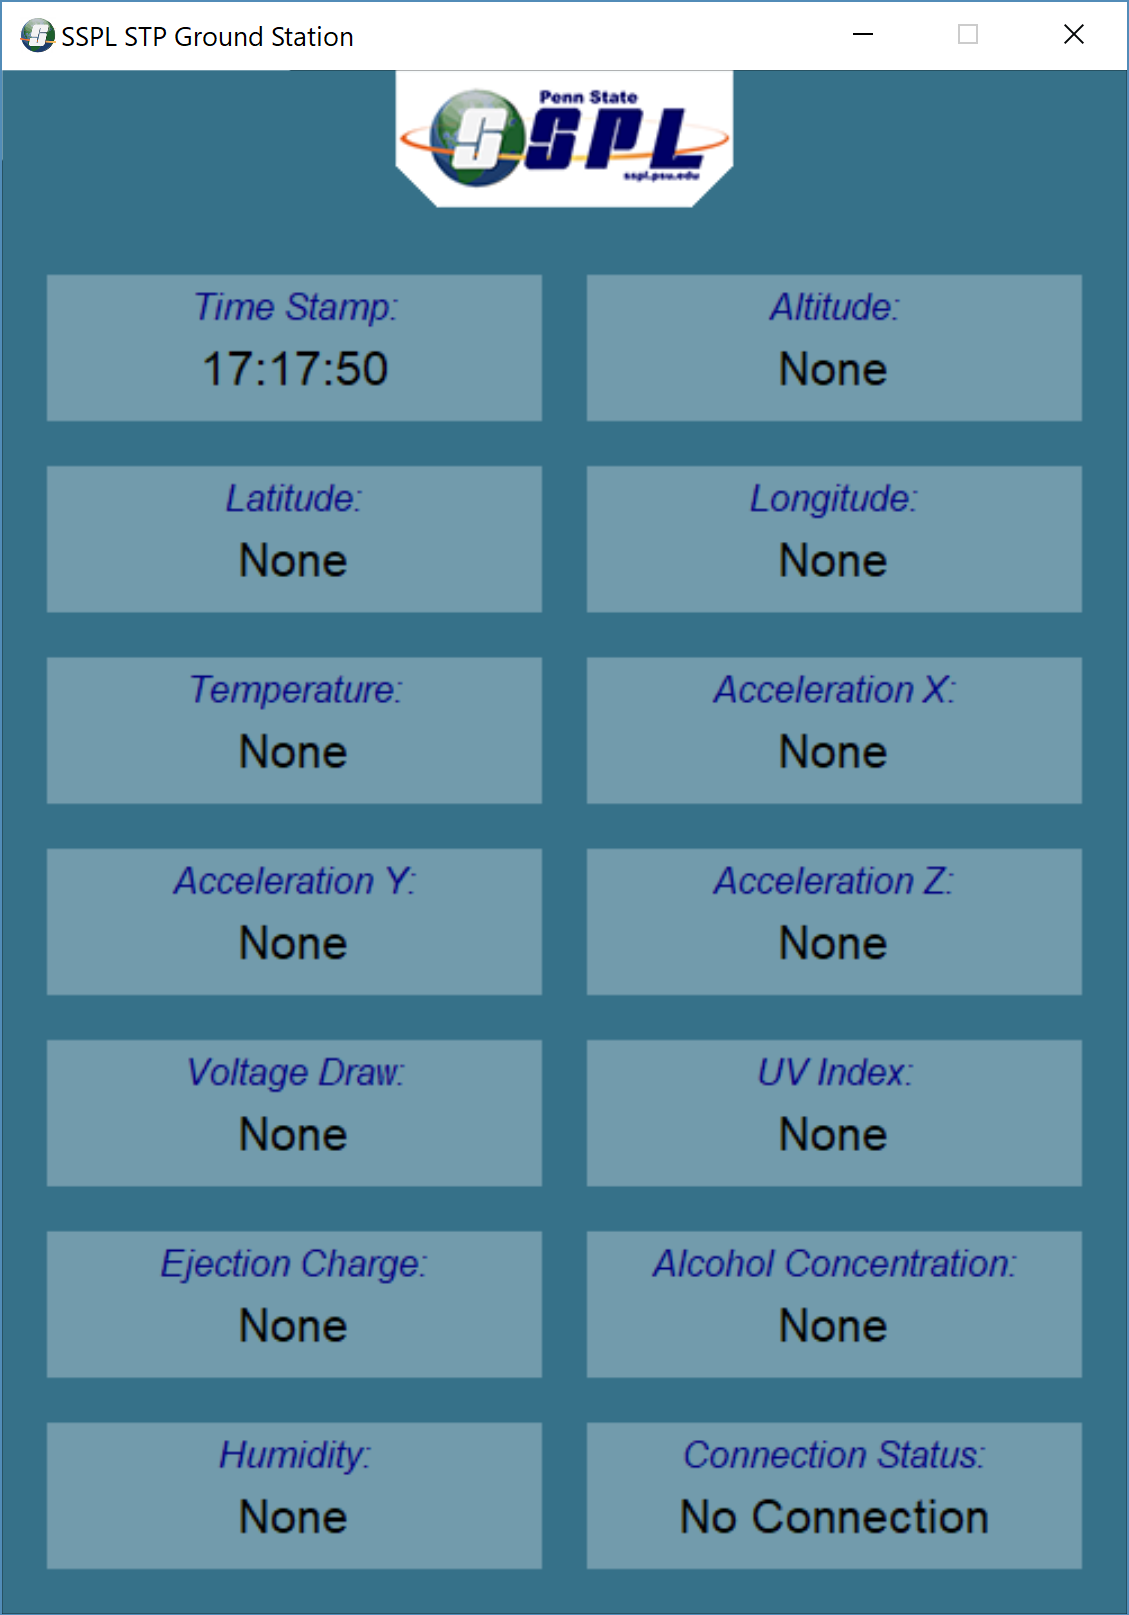 SSPL STP Ground Station
Penn State
SSPL
sspl.psu.edu
Time Stamp:
17:17:50
Altitude:
None
Latitude:
None
Longitude:
None
Temperature:
None
Acceleration X:
None
Acceleration Y:
None
Acceleration Z:
None
Voltage Draw:
None
UV Index:
None
Ejection Charge:
None
Alcohol Concentration:
None
Humidity:
None
Connection Status:
No Connection